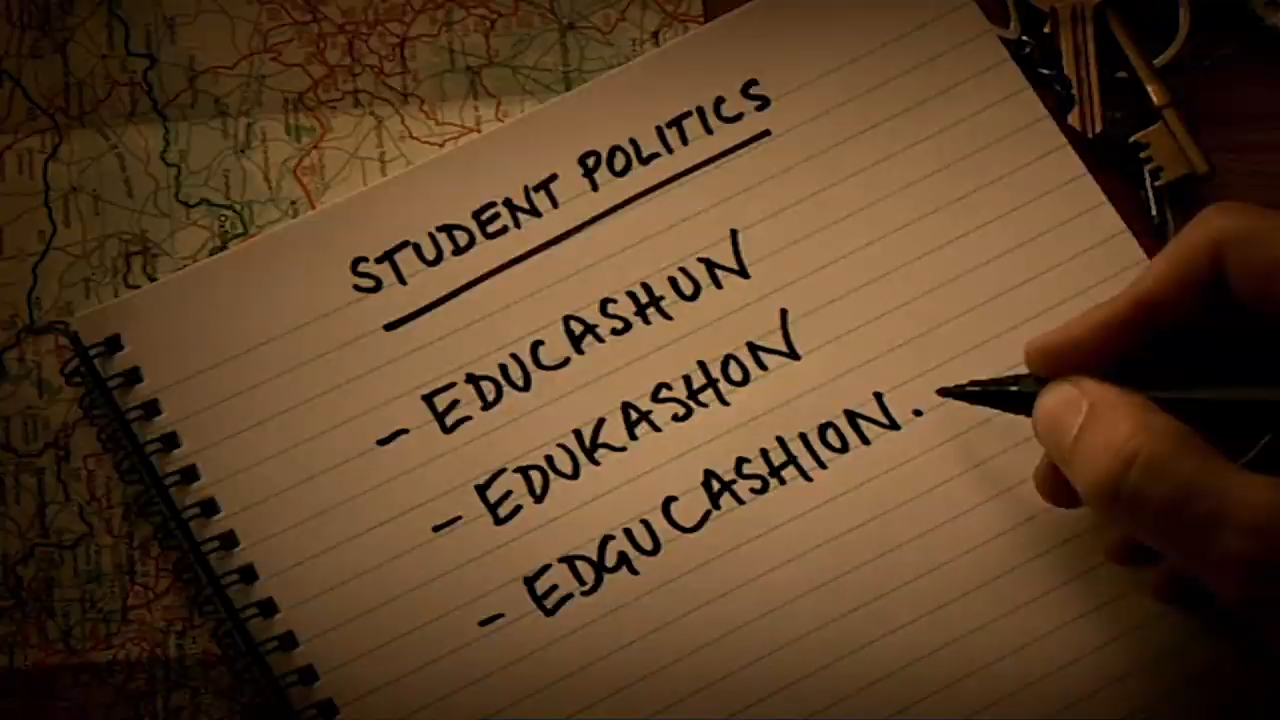 STUDENT POLITICS
- EDUCASHUN
- EDUKASHON
- EDGUCASHION.